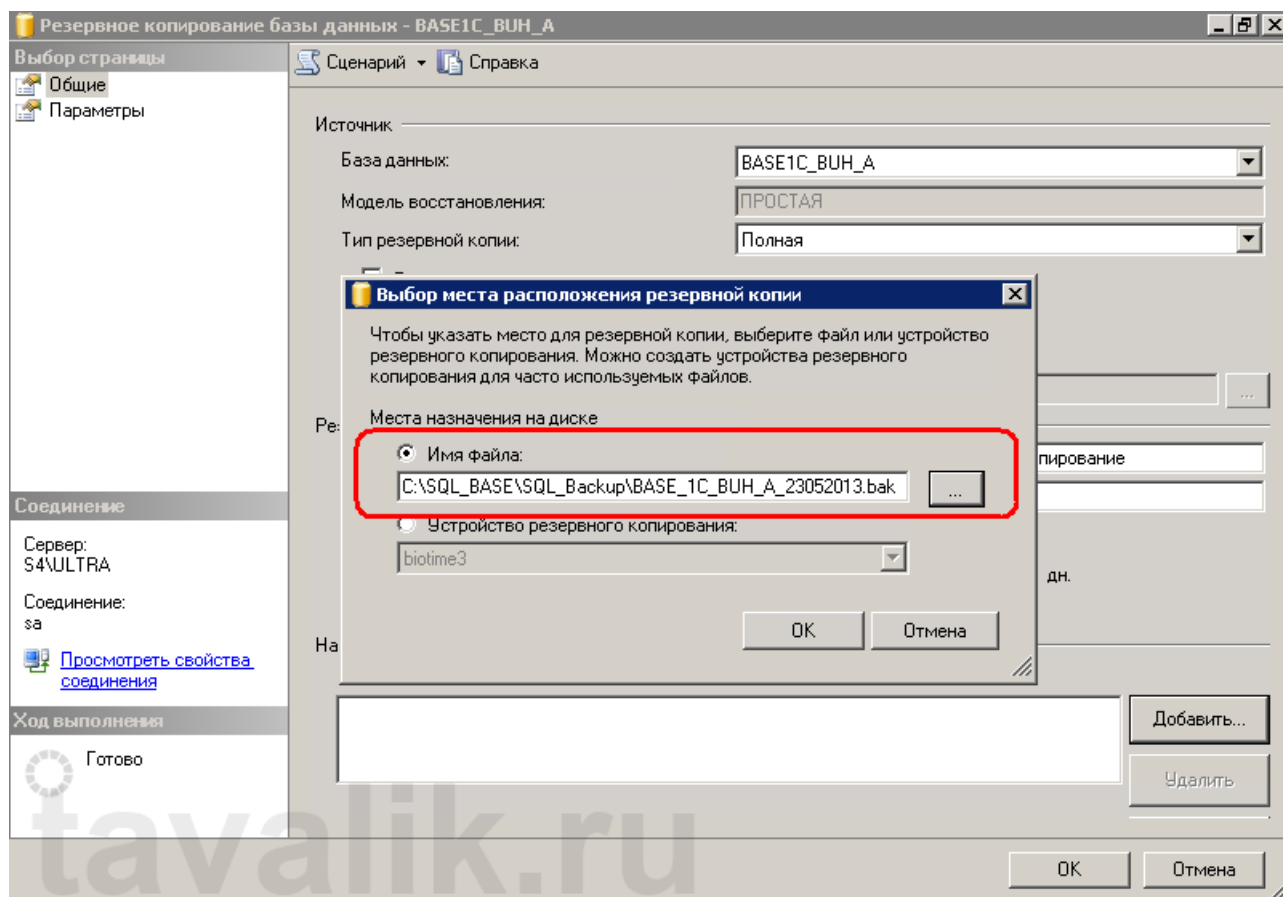 Резервное копирование базы данных - BASE1C_BUH_A
Выбор страницы
Общие
Параметры
Сценарий
Справка
Источник
База данных:
BASE1C_BUH_A
Модель восстановления:
ПРОСТАЯ
Тип резервной копии:
Полная
Выбор места расположения резервной копии
Чтобы указать место для резервной копии, выберите файл или устройство
резервного копирования. Можно создать устройства резервного
копирования для часто используемых файлов.
...
Места назначения на диске
Имя файла:
C:\SQL_BASE\SQL_Backup\BASE_1C_BUH_A_23052013.bak
...
пирование
Устройство резервного копирования:
biotime3
дн.
OK
Отмена
На
Соединение
Сервер:
S4\ULTRA
Соединение:
sa
Просмотреть свойства
соединения
Ход выполнения
Готово
Добавить...
Удалить
tavalik.ru
OK
Отмена